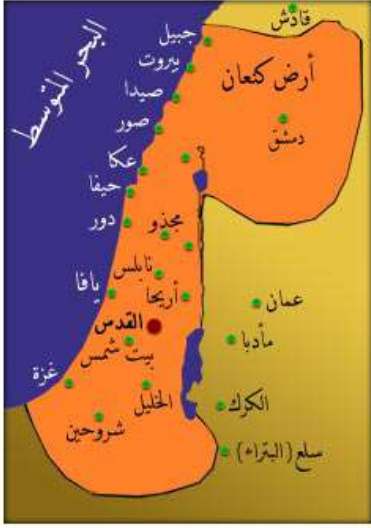 قادش
جبيل
أرض كنعان
بيروت
صيدا
البحر المتوسط
صور
دمشق
عكا
حيفا
دور
مجذو
نابلس
يافا
أريحا
عمان
القدس
مأدبا
بيت شمس
غزة
الخليل
الكرك
شروحين
سلع (البتراء)